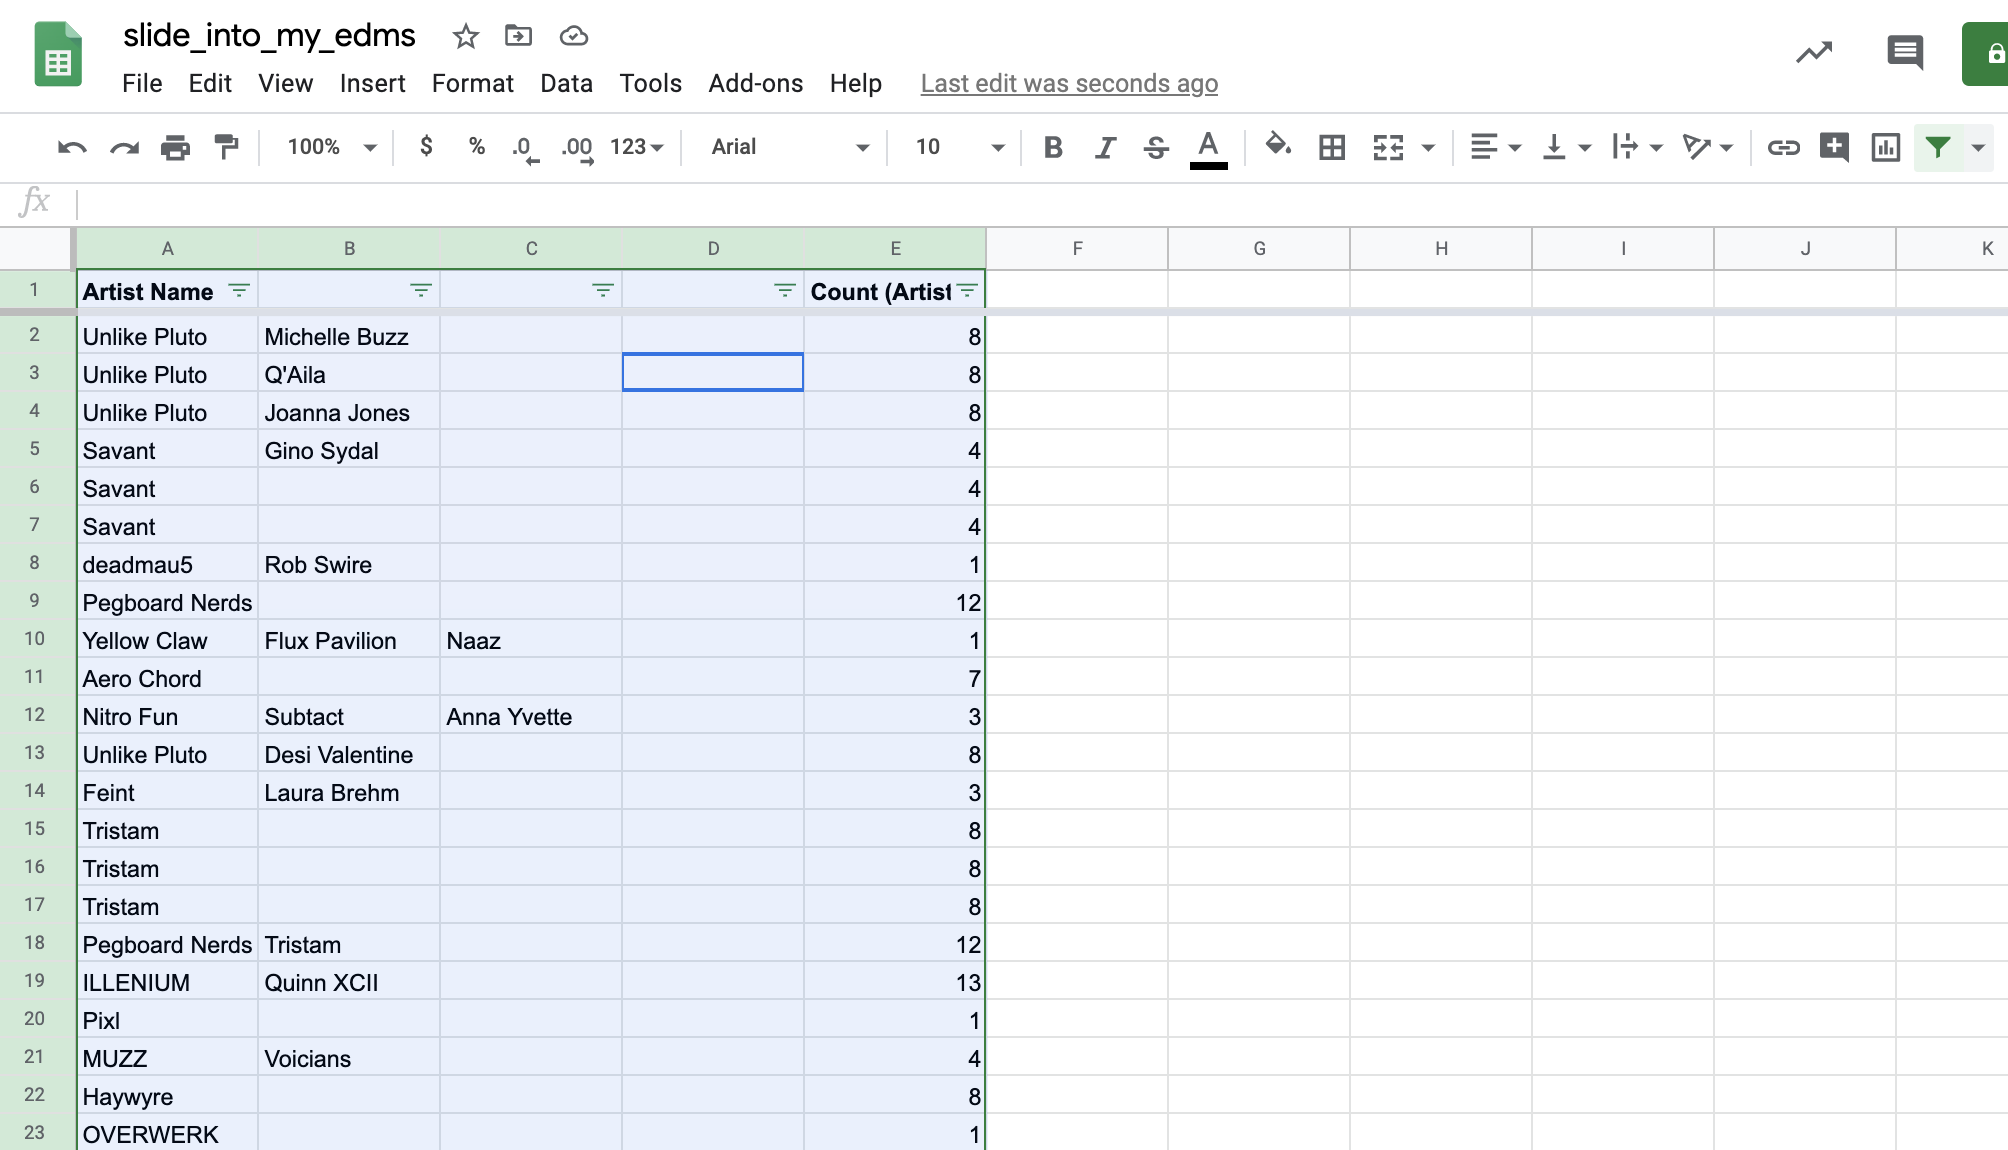 slide_into_my_edms
File Edit View Insert Format Data Tools Add-ons Help Last edit was seconds ago
100% $ % .0 .00 123 Arial 10 B I S A
fx
A B C D E F G H I J K
1 Artist Name Count (Artist
2 Unlike Pluto Michelle Buzz 8
3 Unlike Pluto Q'Aila 8
4 Unlike Pluto Joanna Jones 8
5 Savant Gino Sydal 4
6 Savant 4
7 Savant 4
8 deadmau5 Rob Swire 1
9 Pegboard Nerds 12
10 Yellow Claw Flux Pavilion Naaz 1
11 Aero Chord 7
12 Nitro Fun Subtact Anna Yvette 3
13 Unlike Pluto Desi Valentine 8
14 Feint Laura Brehm 3
15 Tristam 8
16 Tristam 8
17 Tristam 8
18 Pegboard Nerds Tristam 12
19 ILLENIUM Quinn XCII 13
20 Pixl 1
21 MUZZ Voicians 4
22 Haywyre 8
23 OVERWERK 1